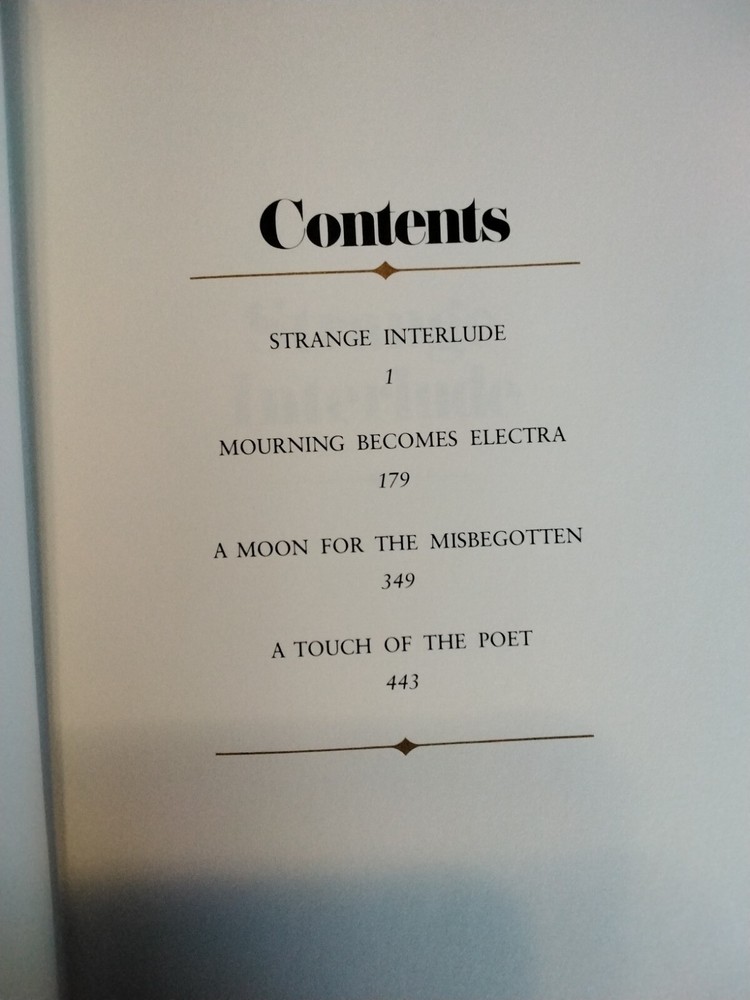 Contents
STRANGE INTERLUDE
1
MOURNING BECOMES ELECTRA
179
A MOON FOR THE MISBEGOTTEN
349
A TOUCH OF THE POET
443